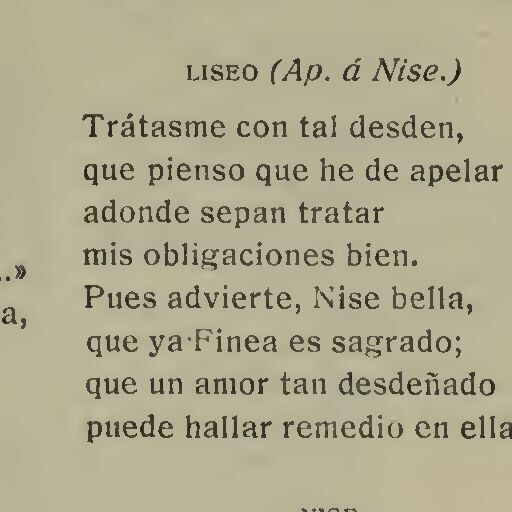 LISEO (Ap. á Nise.)
Trátasme con tal desden,
que pienso que he de apelar
adonde sepan tratar
mis obligaciones bien.
..»
Pues advierte, Nise bella,
a,
que ya Finea es sagrado;
que un amor tan desdeñado
puede hallar remedio en ella